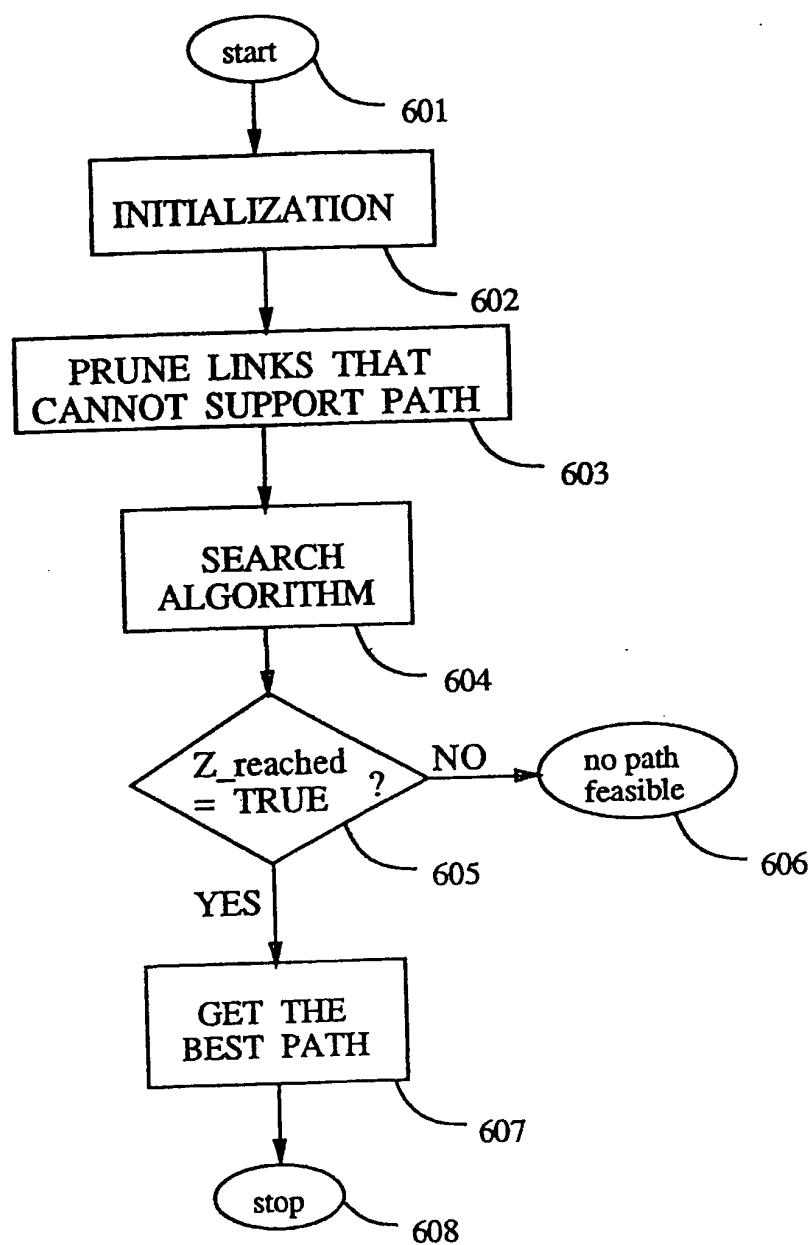 start
601
INITIALIZATION
602
PRUNE LINKS THAT
CANNOT SUPPORT PATH
603
SEARCH
ALGORITHM
604
Z_reached
= TRUE ?
NO
no path
feasible
605
606
YES
GET THE
BEST PATH
607
stop
608